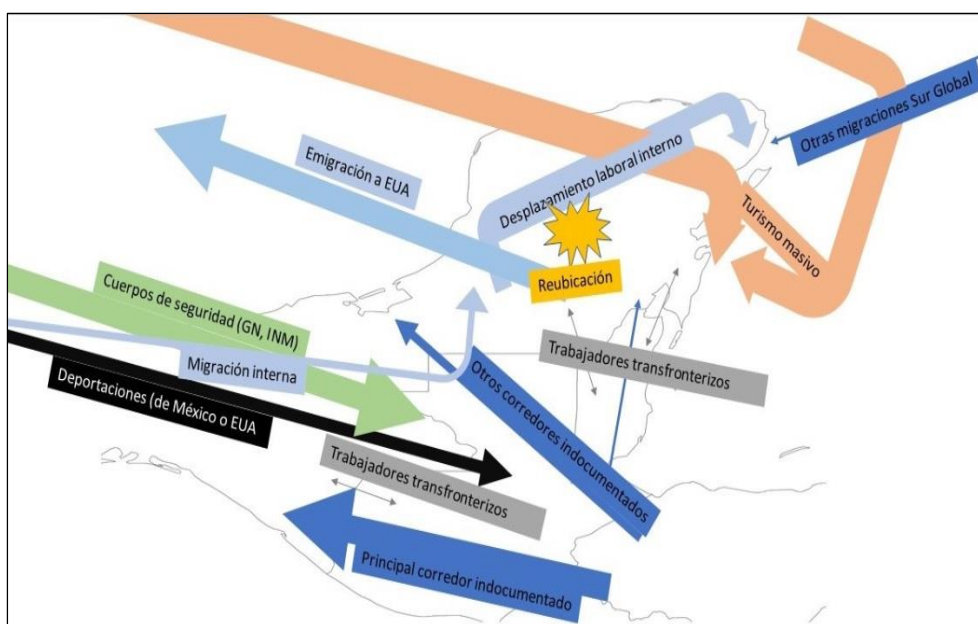 Otras migraciones Sur Global
Emigración a EUA
Desplazamiento laboral interno
Turismo masivo
Reubicación
Cuerpos de seguridad (GN, INM)
Migración interna
Trabajadores transfronterizos
Deportaciones (de México o EUA
Otros corredores indocumentados
Trabajadores transfronterizos
Principal corredor indocumentado